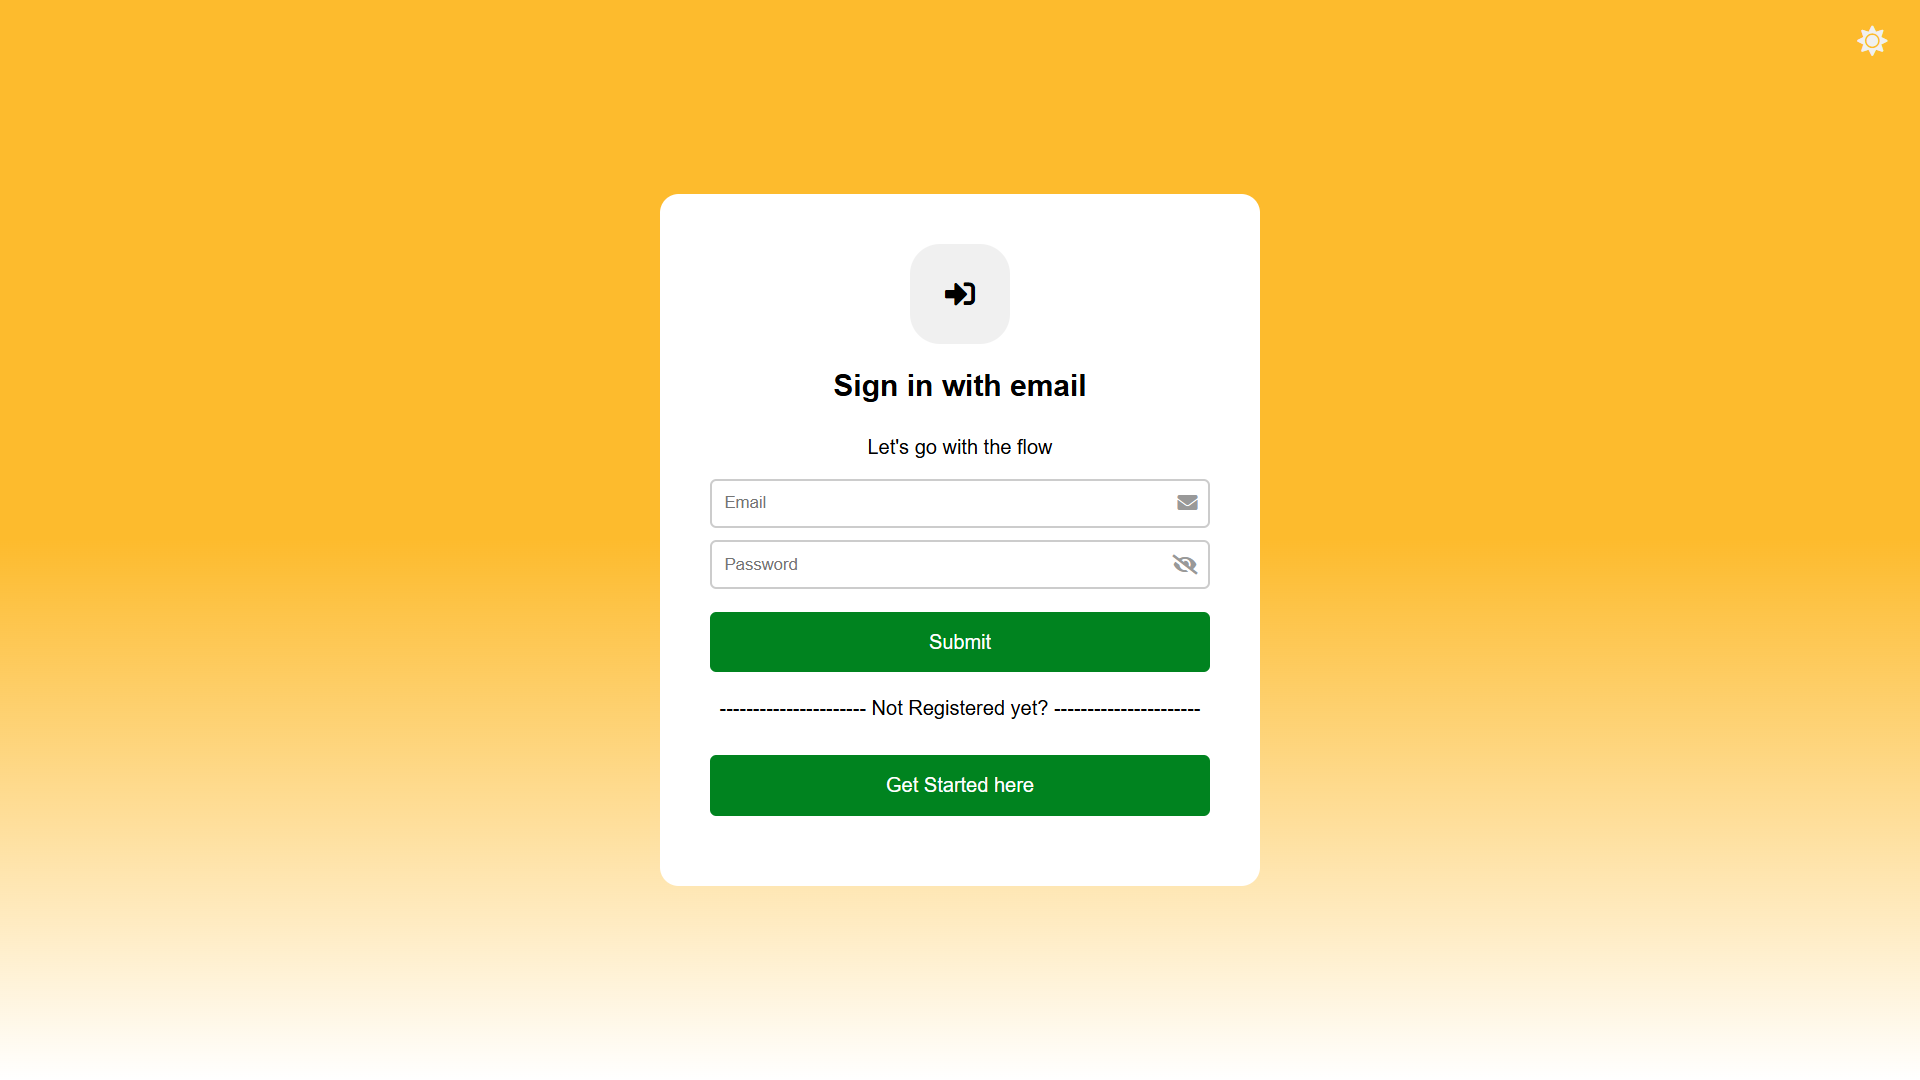 Sign in with email
Let's go with the flow
Email
Password
Submit
---------------------- Not Registered yet? ----------------------
Get Started here